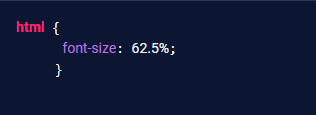 html {
font-size: 62.5%;
}